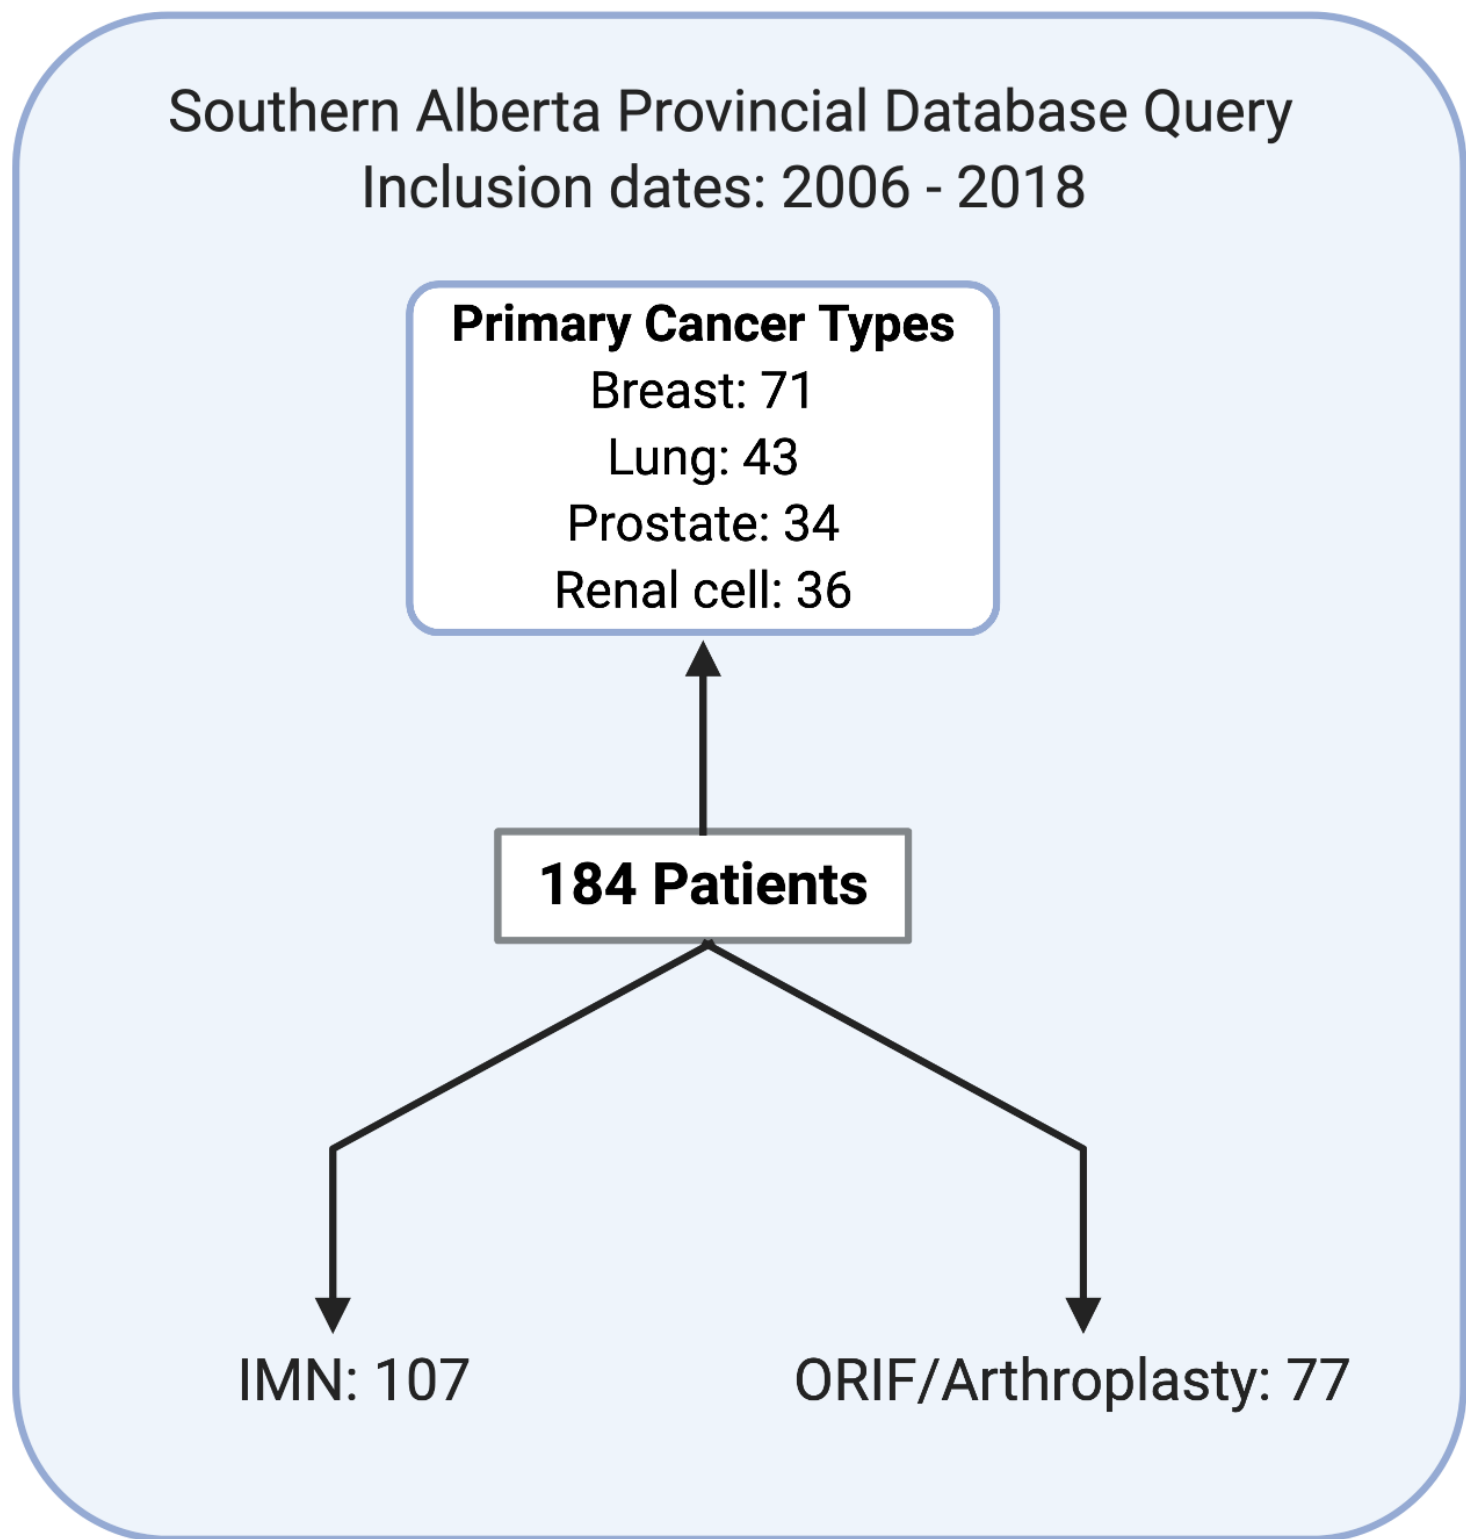 Southern Alberta Provincial Database Query
Inclusion dates: 2006 - 2018
Primary Cancer Types
Breast: 71
Lung: 43
Prostate: 34
Renal cell: 36
184 Patients
IMN: 107
ORIF/Arthroplasty: 77